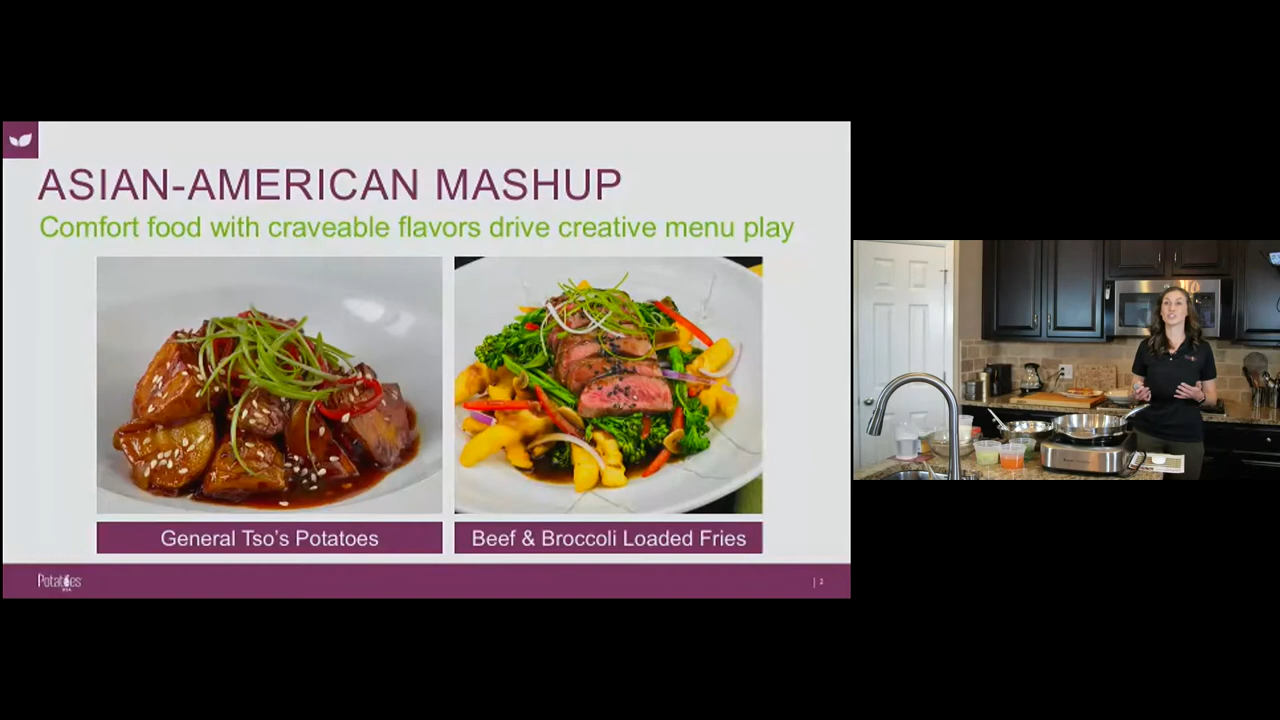 ASIAN-AMERICAN MASHUP
Comfort food with craveable flavors drive creative menu play
General Tso's Potatoes
Beef & Broccoli Loaded Fries
Potatoes
USA
| 2